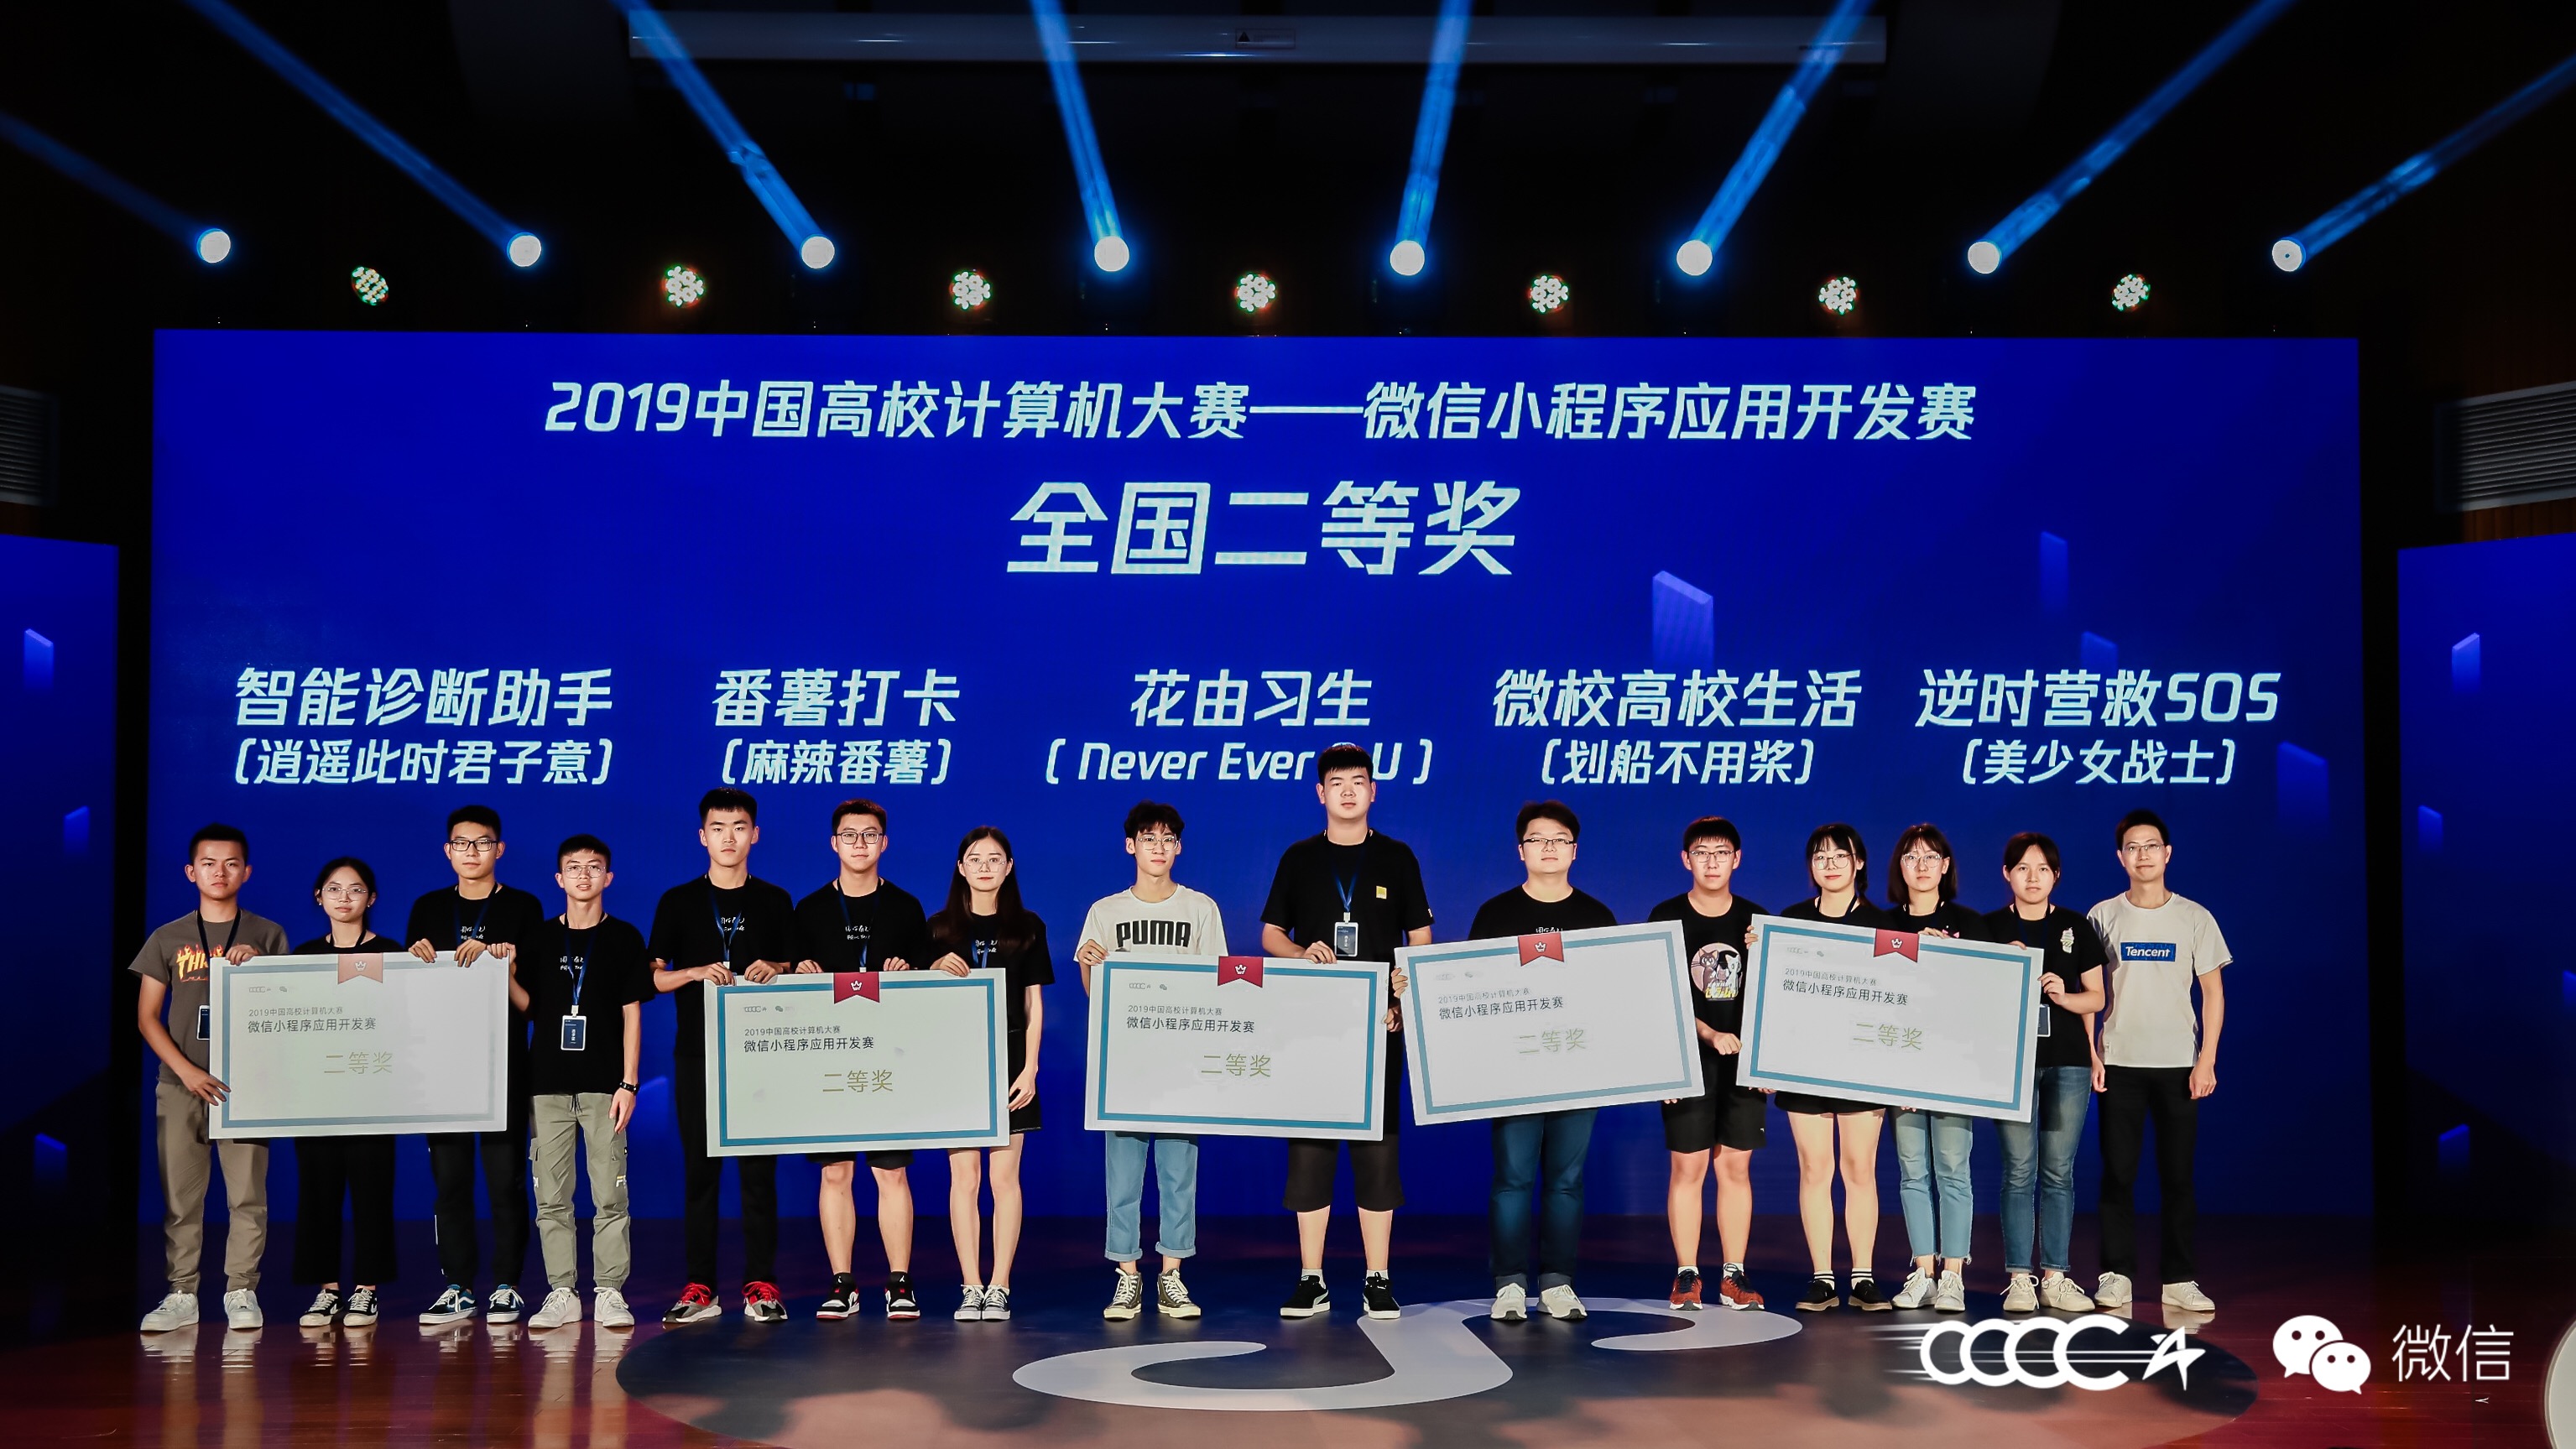 2019中国高校计算机大赛——微信小程序应用开发赛
全国二等奖
智能诊断助手
(逍遥此时君子意)
番薯打卡
(麻辣番薯)
花由习生
( Never Ever U )
微校高校生活
(划船不用桨)
逆时营救SOS
(美少女战士)
PUMA
Tencent
2019中国高校计算机大赛
微信小程序应用开发赛
二等奖
2019中国高校计算机大赛
微信小程序应用开发赛
二等奖
2019中国高校计算机大赛
微信小程序应用开发赛
二等奖
2019中国高校计算机大赛
微信小程序应用开发赛
二等奖
2019中国高校计算机大赛
微信小程序应用开发赛
二等奖
CCCC
微信